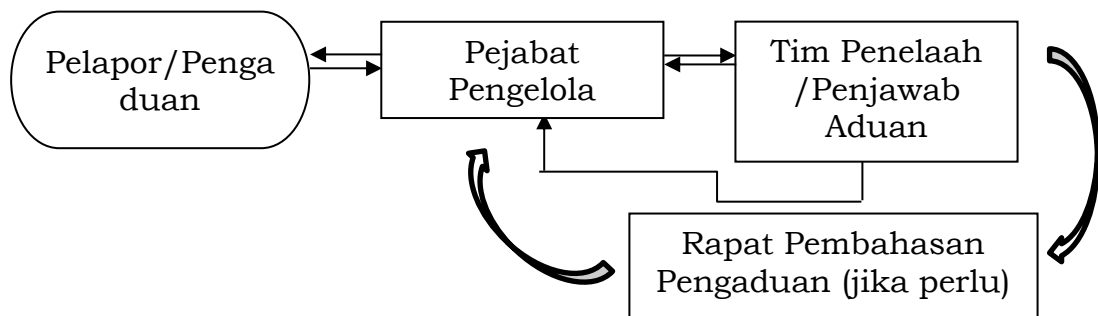 Pelapor/Penga
duan
Pejabat
Pengelola
Tim Penelaah
/Penjawab
Aduan
Rapat Pembahasan
Pengaduan (jika perlu)